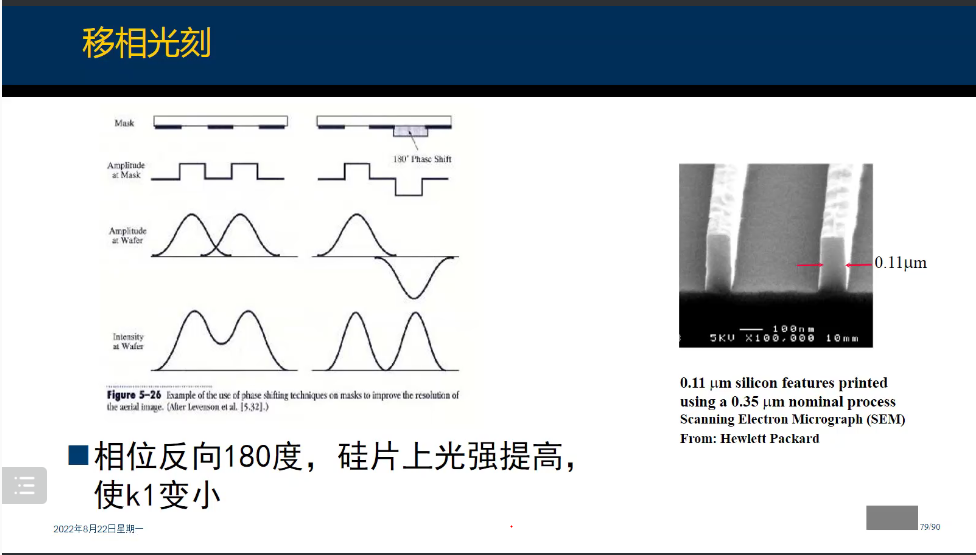 移相光刻
Mask
180° Phase Shift
Amplitude
at Mask
Amplitude
at Wafer
Intensity
at Wafer
Figure 5–26 Example of the use of phase shifting techniques on masks to improve the resolution of
the aerial image. (After Levenson et al. [5.32].)
0.11μm
100nm
5KV X100,000 10mm
0.11 μm silicon features printed
using a 0.35 μm nominal process
Scanning Electron Micrograph (SEM)
From: Hewlett Packard
■相位反向180度，硅片上光强提高，
使k1变小
2022年8月22日星期一
79/90